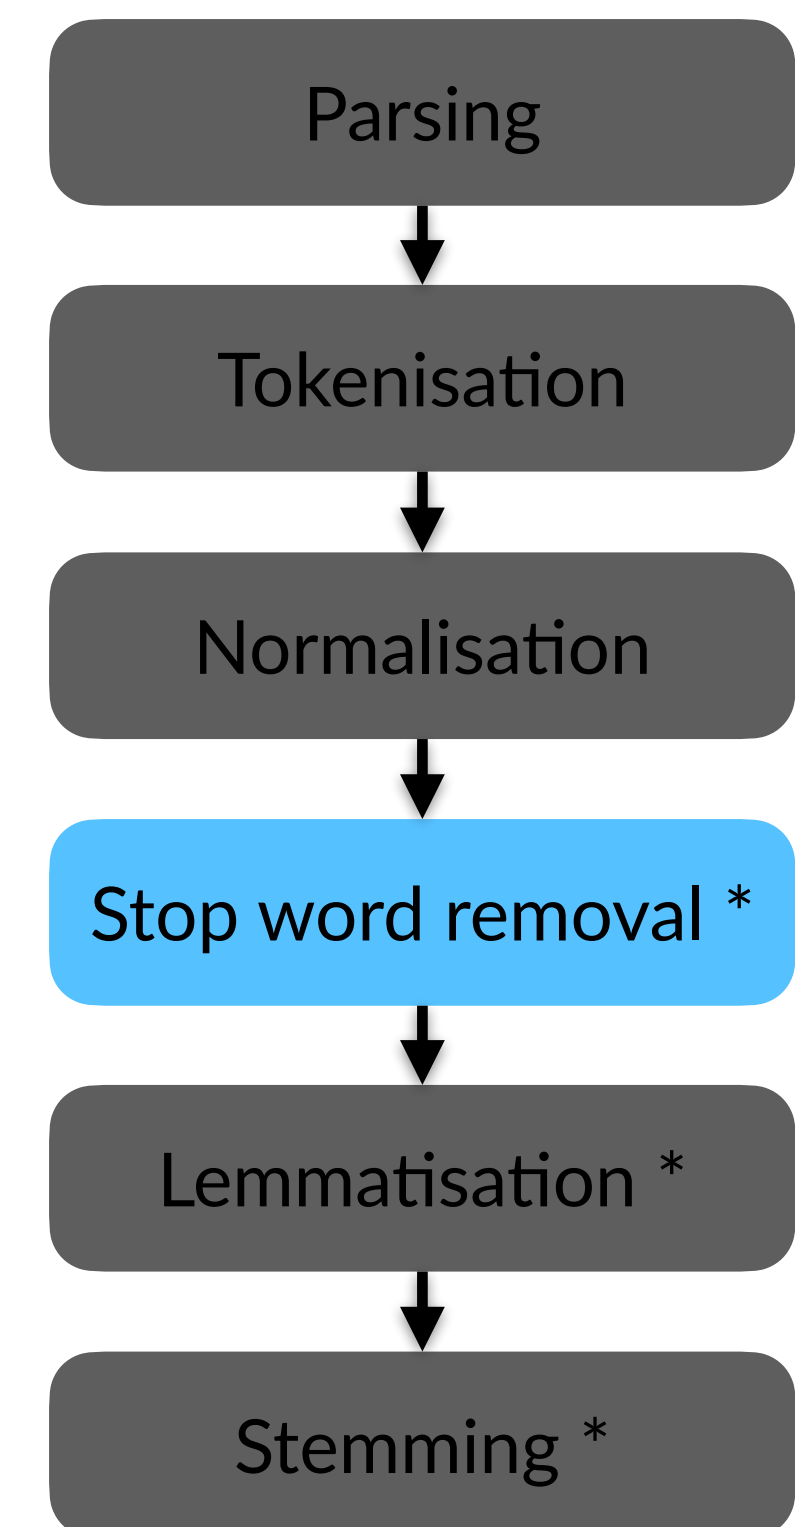 Parsing
Tokenisation
Normalisation
Stop word removal *
Lemmatisation *
Stemming *